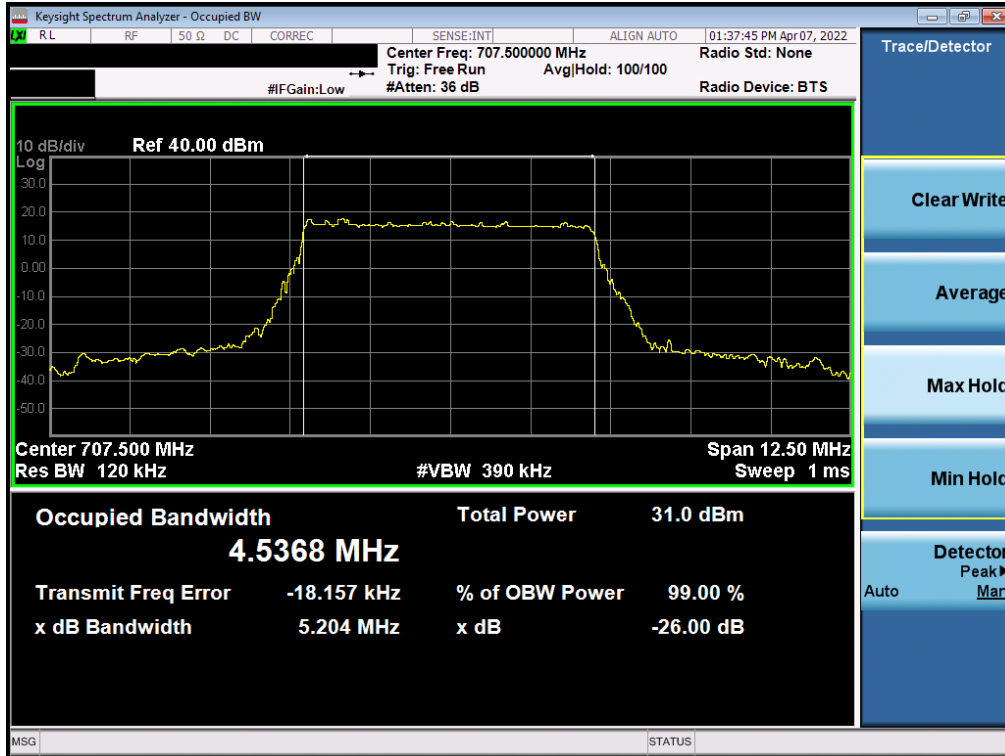 Keysight Spectrum Analyzer - Occupied BW
LXI RL RF 50 Ω DC CORREC SENSE:INT ALIGN AUTO 01:37:45 PM Apr 07, 2022
Center Freq: 707.500000 MHz Radio Std: None
Trig: Free Run Avg|Hold: 100/100
#IFGain:Low #Atten: 36 dB Radio Device: BTS
10 dB/div Ref 40.00 dBm
Log
30.0
20.0
10.0
0.00
-10.0
-20.0
-30.0
-40.0
-50.0
Center 707.500 MHz Span 12.50 MHz
Res BW 120 kHz #VBW 390 kHz Sweep 1 ms
Occupied Bandwidth Total Power 31.0 dBm
4.5368 MHz
Transmit Freq Error -18.157 kHz % of OBW Power 99.00 %
x dB Bandwidth 5.204 MHz x dB -26.00 dB
MSG STATUS
Trace/Detector
Clear Write
Average
Max Hold
Min Hold
Detector
Peak
Auto Man